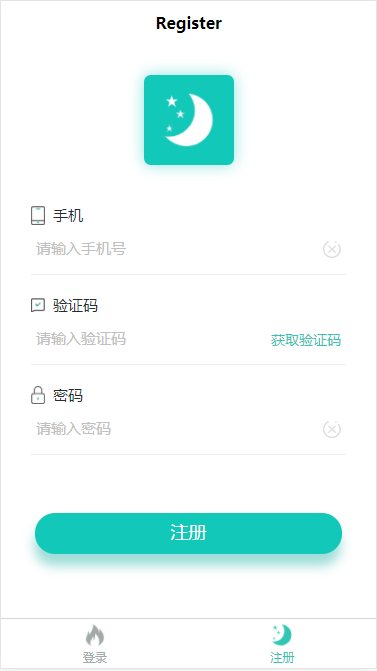 Register
手机
请输入手机号
验证码
请输入验证码 获取验证码
密码
请输入密码
注册
登录 注册